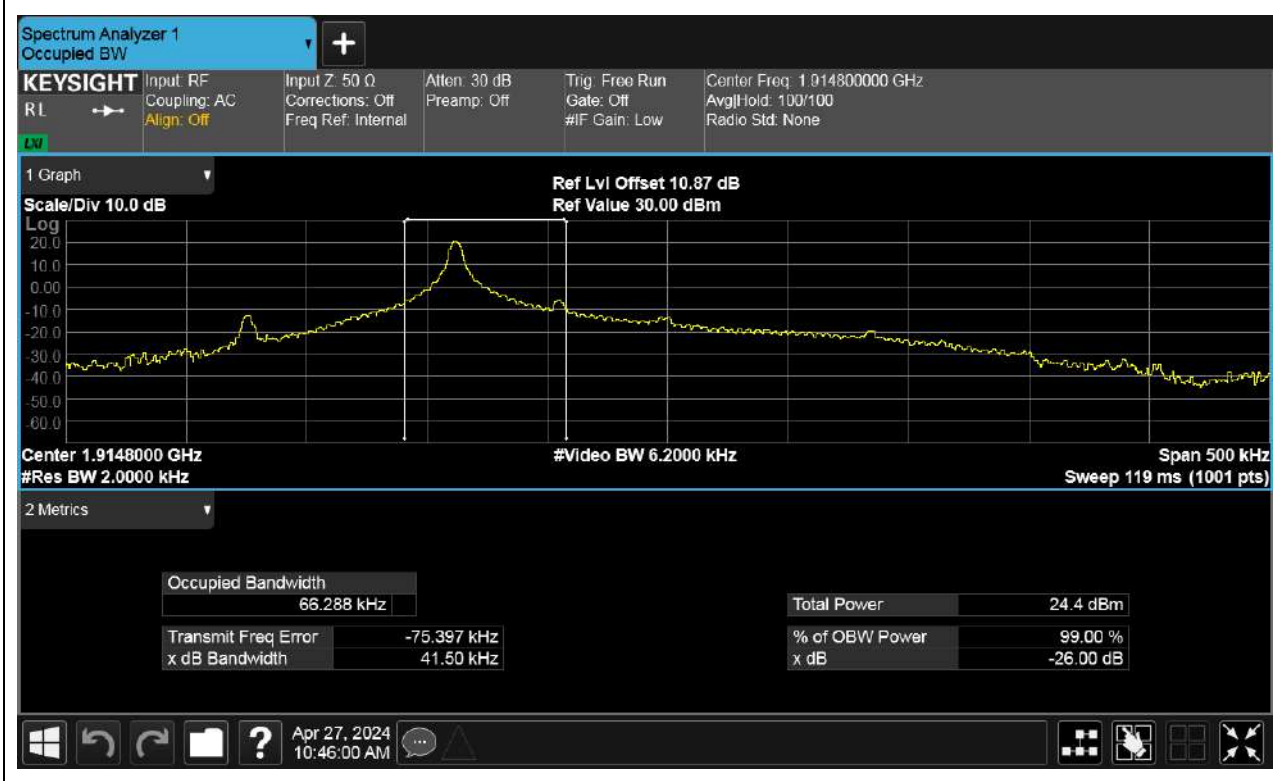 Spectrum Analyzer 1
Occupied BW
+
KEYSIGHT
RL
LXI
Input: RF
Coupling: AC
Align: Off
Input Z: 50 Ω
Corrections: Off
Freq Ref: Internal
Atten: 30 dB
Preamp: Off
Trig: Free Run
Gate: Off
#IF Gain: Low
Center Freq: 1.914800000 GHz
Avg|Hold: 100/100
Radio Std: None
1 Graph
Scale/Div 10.0 dB
Ref Lvl Offset 10.87 dB
Ref Value 30.00 dBm
Log
20.0
10.0
0.00
-10.0
-20.0
-30.0
-40.0
-50.0
-60.0
Center 1.9148000 GHz
#Video BW 6.2000 kHz
Span 500 kHz
#Res BW 2.0000 kHz
Sweep 119 ms (1001 pts)
2 Metrics
Occupied Bandwidth
66.288 kHz
Total Power 24.4 dBm
Transmit Freq Error -75.397 kHz
% of OBW Power 99.00 %
x dB Bandwidth 41.50 kHz
x dB -26.00 dB
?
Apr 27, 2024
10:46:00 AM